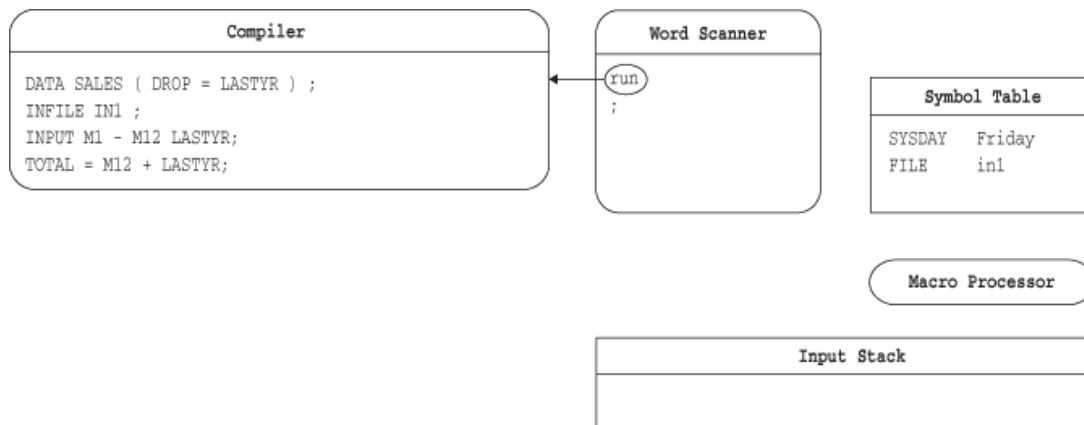 Compiler
DATA SALES ( DROP = LASTYR ) ;
INFILE IN1 ;
INPUT M1 - M12 LASTYR;
TOTAL = M12 + LASTYR;
Word Scanner
run
;
Symbol Table
SYSDAY Friday
FILE in1
Macro Processor
Input Stack